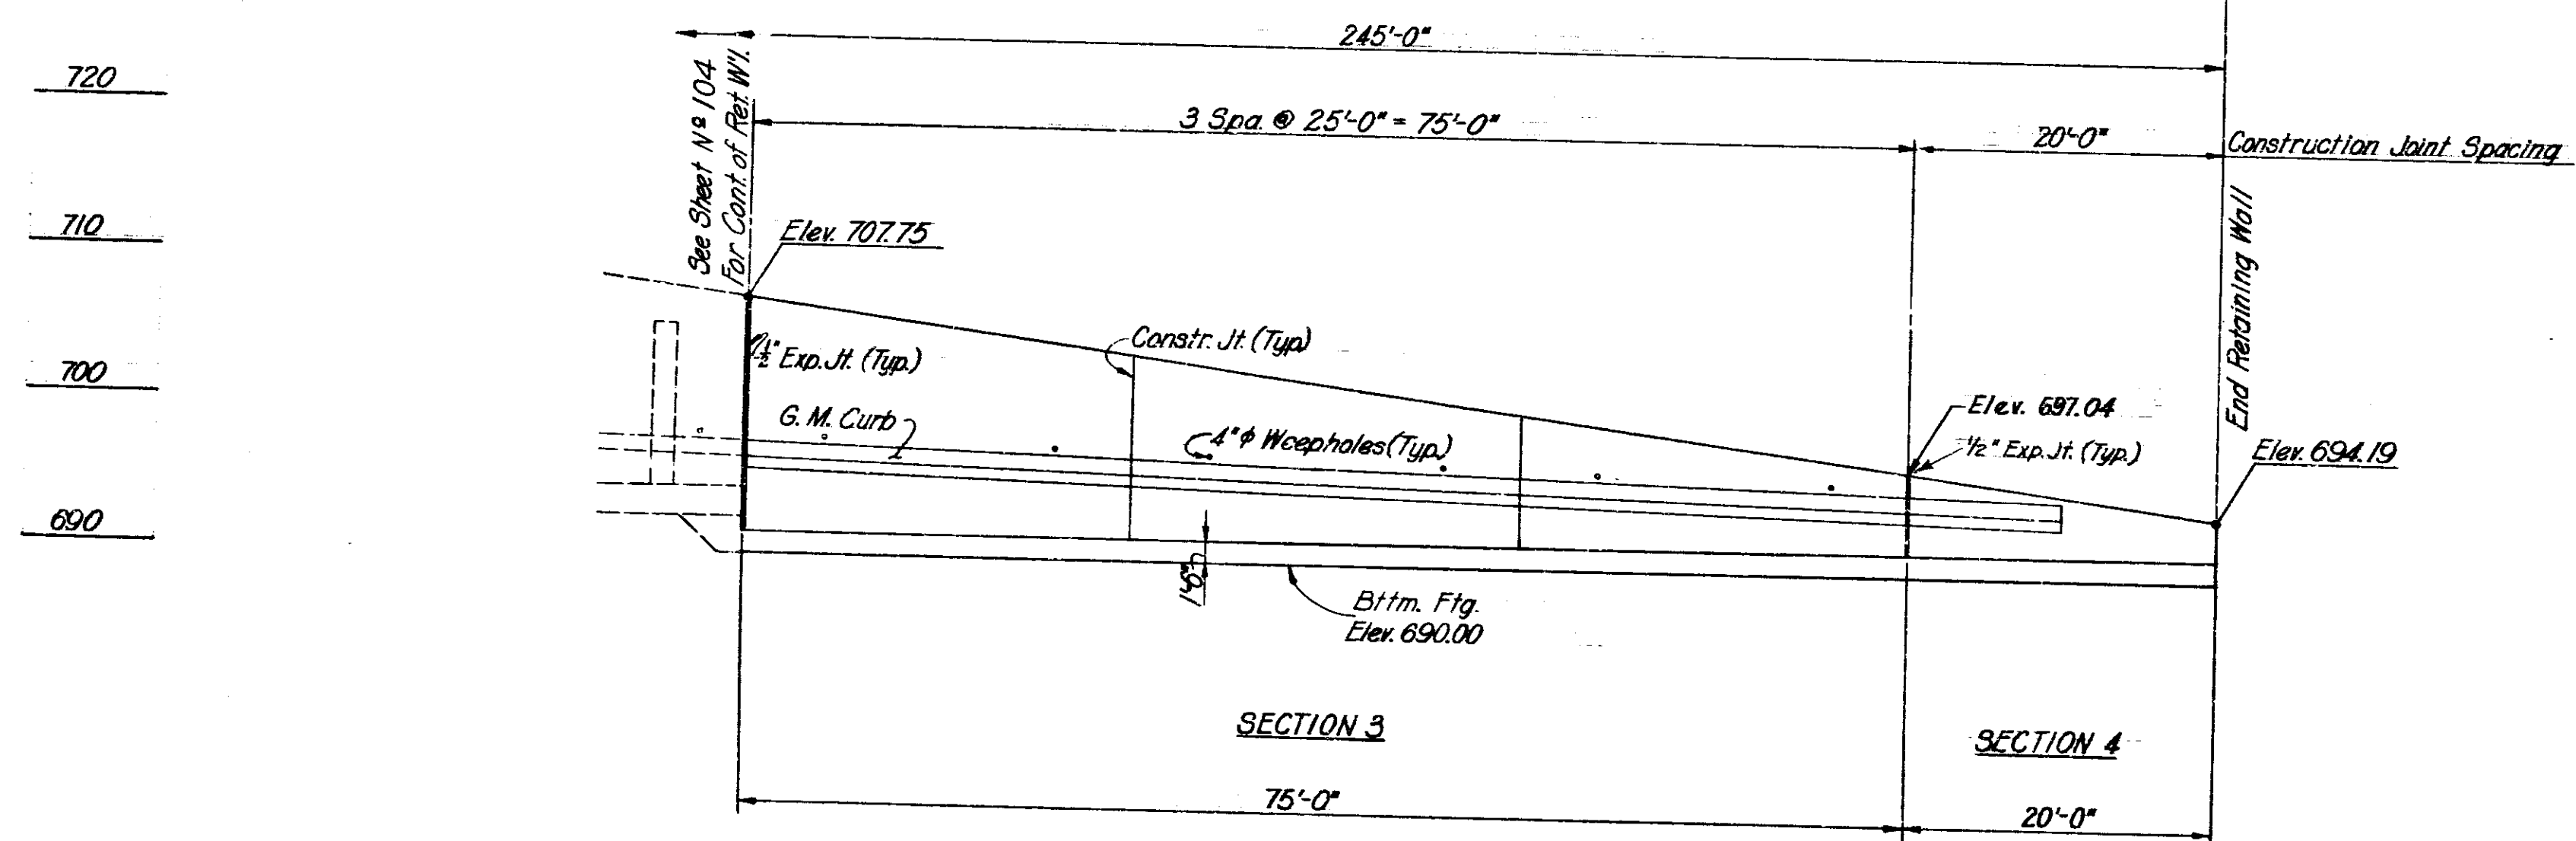 245'-0"
720
See Sheet Nº 104
For Cont. of Ret. W'l.
3 Spa. @ 25'-0" = 75'-0"
20'-0"
Construction Joint Spacing
710
Elev. 707.75
End Retaining Wall
700
½" Exp. Jt. (Typ.)
Constr. Jt. (Typ)
G. M. Curb
4" ϕ Weepholes (Typ.)
Elev. 697.04
½" Exp. Jt. (Typ.)
Elev. 694.19
690
1'-6"
Bttm. Ftg.
Elev. 690.00
SECTION 3
SECTION 4
75'-0"
20'-0"